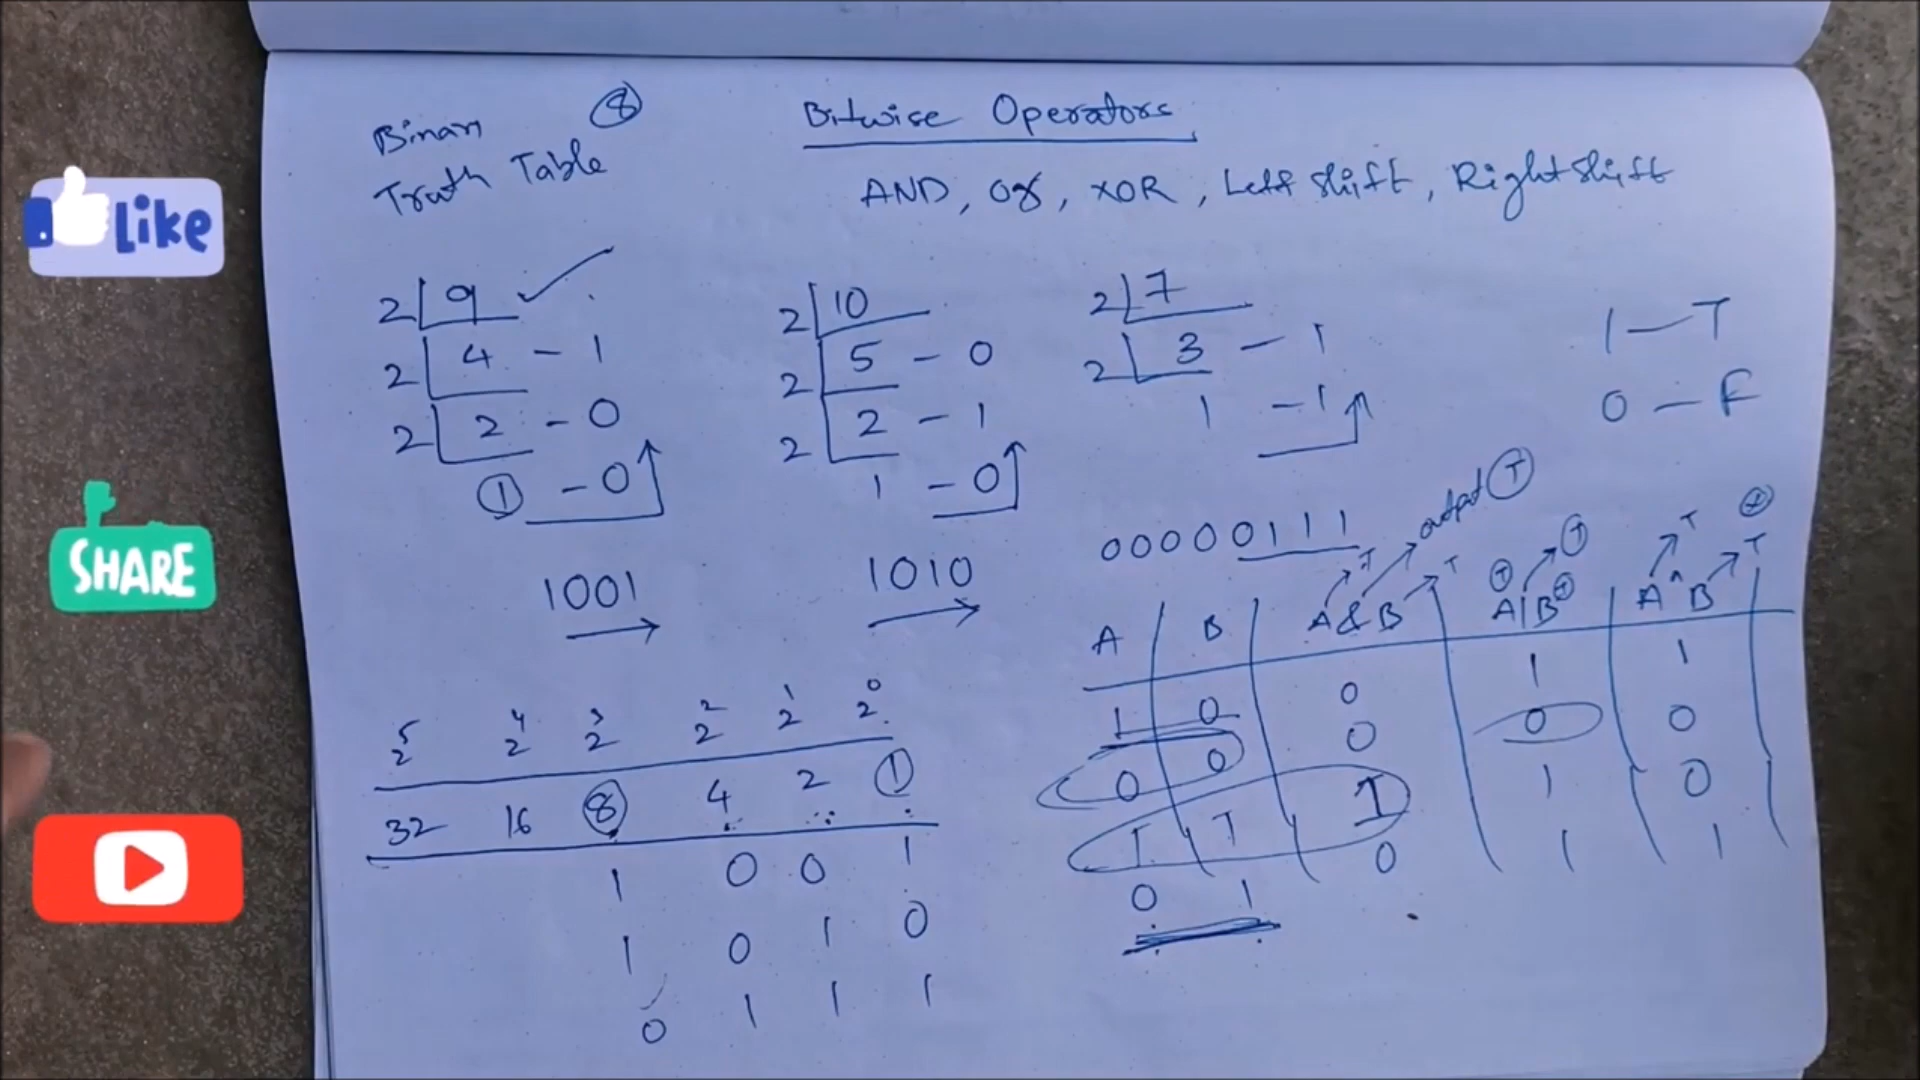 Binary
Truth Table
8
Bitwise Operators
AND, OR, XOR, Left shift, Right shift
2 9
2 4 - 1
2 2 - 0
1 - 0
1001
2 10
2 5 - 0
2 2 - 1
1 - 0
1010
2 7
2 3 - 1
1 - 1
00000111
1 - T
0 - F
output T
T T T T T T T
A B A&B A|B A^B
1 0 0 1 1
0 0 0 0 0
1 1 1 1 0
0 1 0 1 1
2^5 2^4 2^3 2^2 2^1 2^0
32 16 8 4 2 1
1 0 0 1
1 0 1 0
0 1 1 1
Like
SHARE